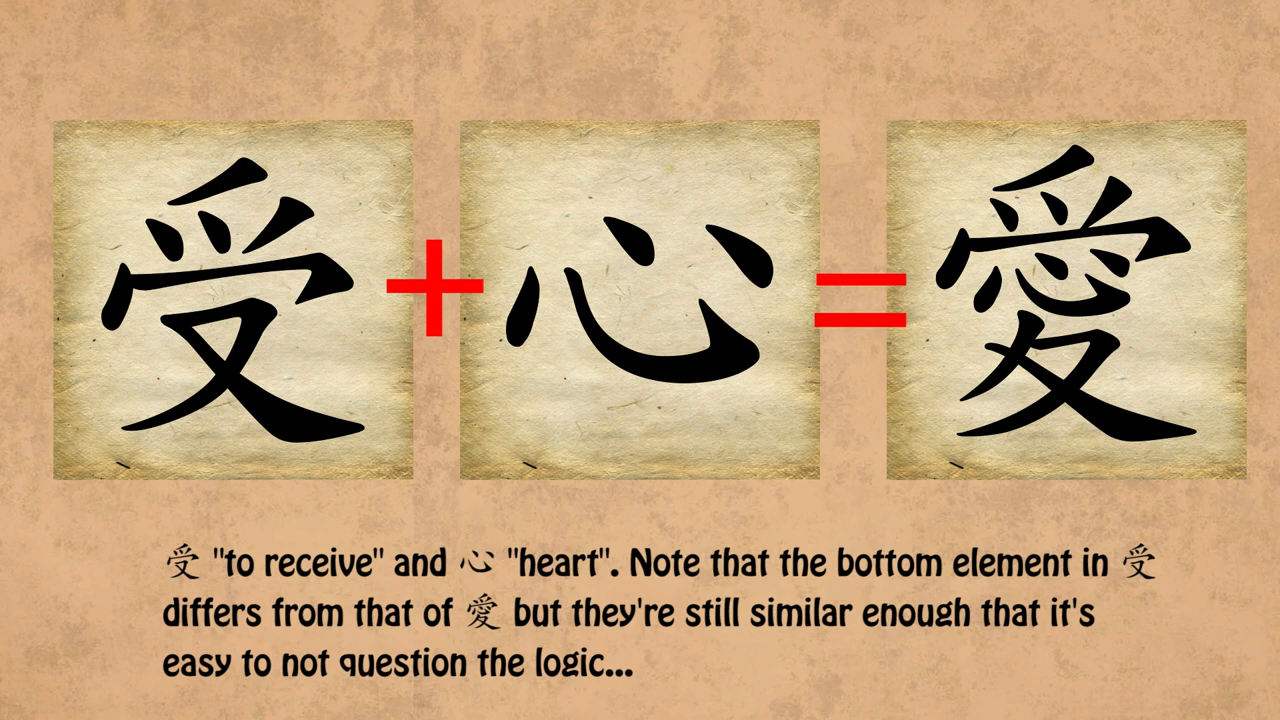 受 + 心 = 愛
受 "to receive" and 心 "heart". Note that the bottom element in 受
differs from that of 愛 but they're still similar enough that it's
easy to not question the logic...